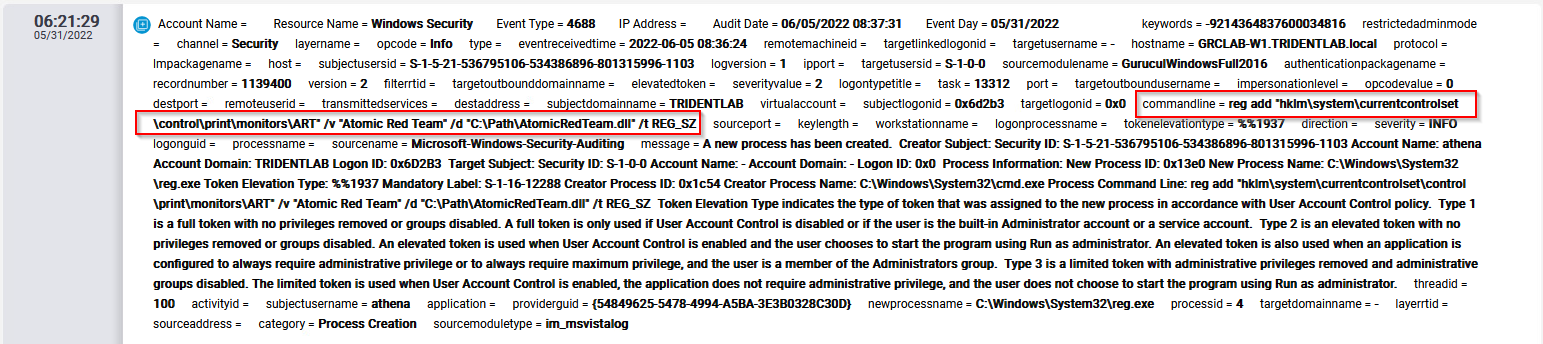 06:21:29
05/31/2022
Account Name = Resource Name = Windows Security Event Type = 4688 IP Address = Audit Date = 06/05/2022 08:37:31 Event Day = 05/31/2022 keywords = -9214364837600034816 restrictedadminmode
= channel = Security layername = opcode = Info type = eventreceivedtime = 2022-06-05 08:36:24 remotemachineid = targetlinkedlogonid = targetusername = - hostname = GRCLAB-W1.TRIDENTLAB.local protocol =
lmpackagename = host = subjectusersid = S-1-5-21-536795106-534386896-801315996-1103 logversion = 1 ipport = targetusersid = S-1-0-0 sourcemodulename = GuruculWindowsFull2016 authenticationpackagename =
recordnumber = 1139400 version = 2 filterrtid = targetoutbounddomainname = elevatedtoken = severityvalue = 2 logontypetitle = task = 13312 port = targetoutboundusername = impersonationlevel = opcodevalue = 0
destport = remoteuserid = transmittedservices = destaddress = subjectdomainname = TRIDENTLAB virtualaccount = subjectlogonid = 0x6d2b3 targetlogonid = 0x0 commandline = reg add "hklm\system\currentcontrolset
\control\print\monitors\ART" /v "Atomic Red Team" /d "C:\Path\AtomicRedTeam.dll" /t REG_SZ sourceport = keylength = workstationname = logonprocessname = tokenelevationtype = %%1937 direction = severity = INFO
logonguid = processname = sourcename = Microsoft-Windows-Security-Auditing message = A new process has been created. Creator Subject: Security ID: S-1-5-21-536795106-534386896-801315996-1103 Account Name: athena
Account Domain: TRIDENTLAB Logon ID: 0x6D2B3 Target Subject: Security ID: S-1-0-0 Account Name: - Account Domain: - Logon ID: 0x0 Process Information: New Process ID: 0x13e0 New Process Name: C:\Windows\System32
\reg.exe Token Elevation Type: %%1937 Mandatory Label: S-1-16-12288 Creator Process ID: 0x1c54 Creator Process Name: C:\Windows\System32\cmd.exe Process Command Line: reg add "hklm\system\currentcontrolset\control
\print\monitors\ART" /v "Atomic Red Team" /d "C:\Path\AtomicRedTeam.dll" /t REG_SZ Token Elevation Type indicates the type of token that was assigned to the new process in accordance with User Account Control policy. Type 1
is a full token with no privileges removed or groups disabled. A full token is only used if User Account Control is disabled or if the user is the built-in Administrator account or a service account. Type 2 is an elevated token with no
privileges removed or groups disabled. An elevated token is used when User Account Control is enabled and the user chooses to start the program using Run as administrator. An elevated token is also used when an application is
configured to always require administrative privilege or to always require maximum privilege, and the user is a member of the Administrators group. Type 3 is a limited token with administrative privileges removed and administrative
groups disabled. The limited token is used when User Account Control is enabled, the application does not require administrative privilege, and the user does not choose to start the program using Run as administrator. threadid =
100 activityid = subjectusername = athena application = providerguid = {54849625-5478-4994-A5BA-3E3B0328C30D} newprocessname = C:\Windows\System32\reg.exe processid = 4 targetdomainname = - layerrtid =
sourceaddress = category = Process Creation sourcemoduletype = im_msvistalog